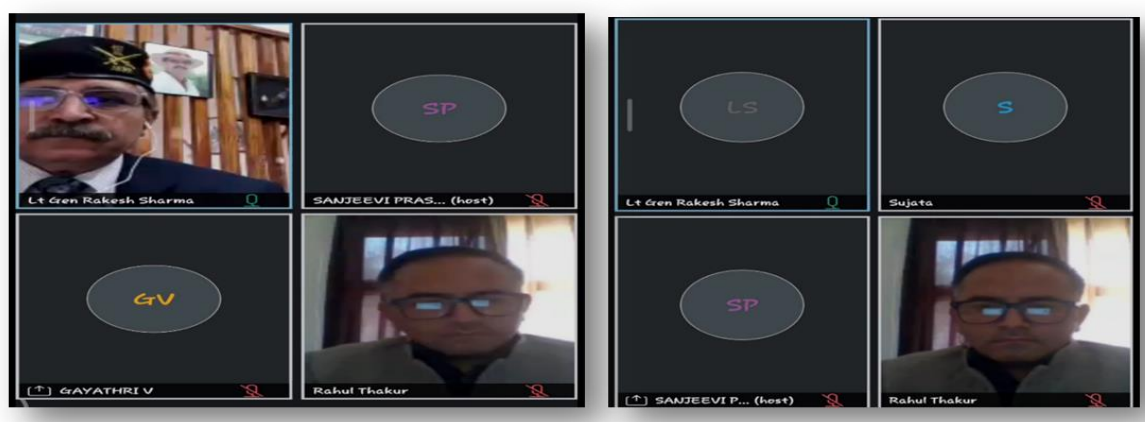 SP
Lt Gen Rakesh Sharma
SANJEEVI PRAS... (host)
GV
GAYATHRI V
Rahul Thakur
LS
S
Lt Gen Rakesh Sharma
Sujata
SP
SANJEEVI P... (host)
Rahul Thakur